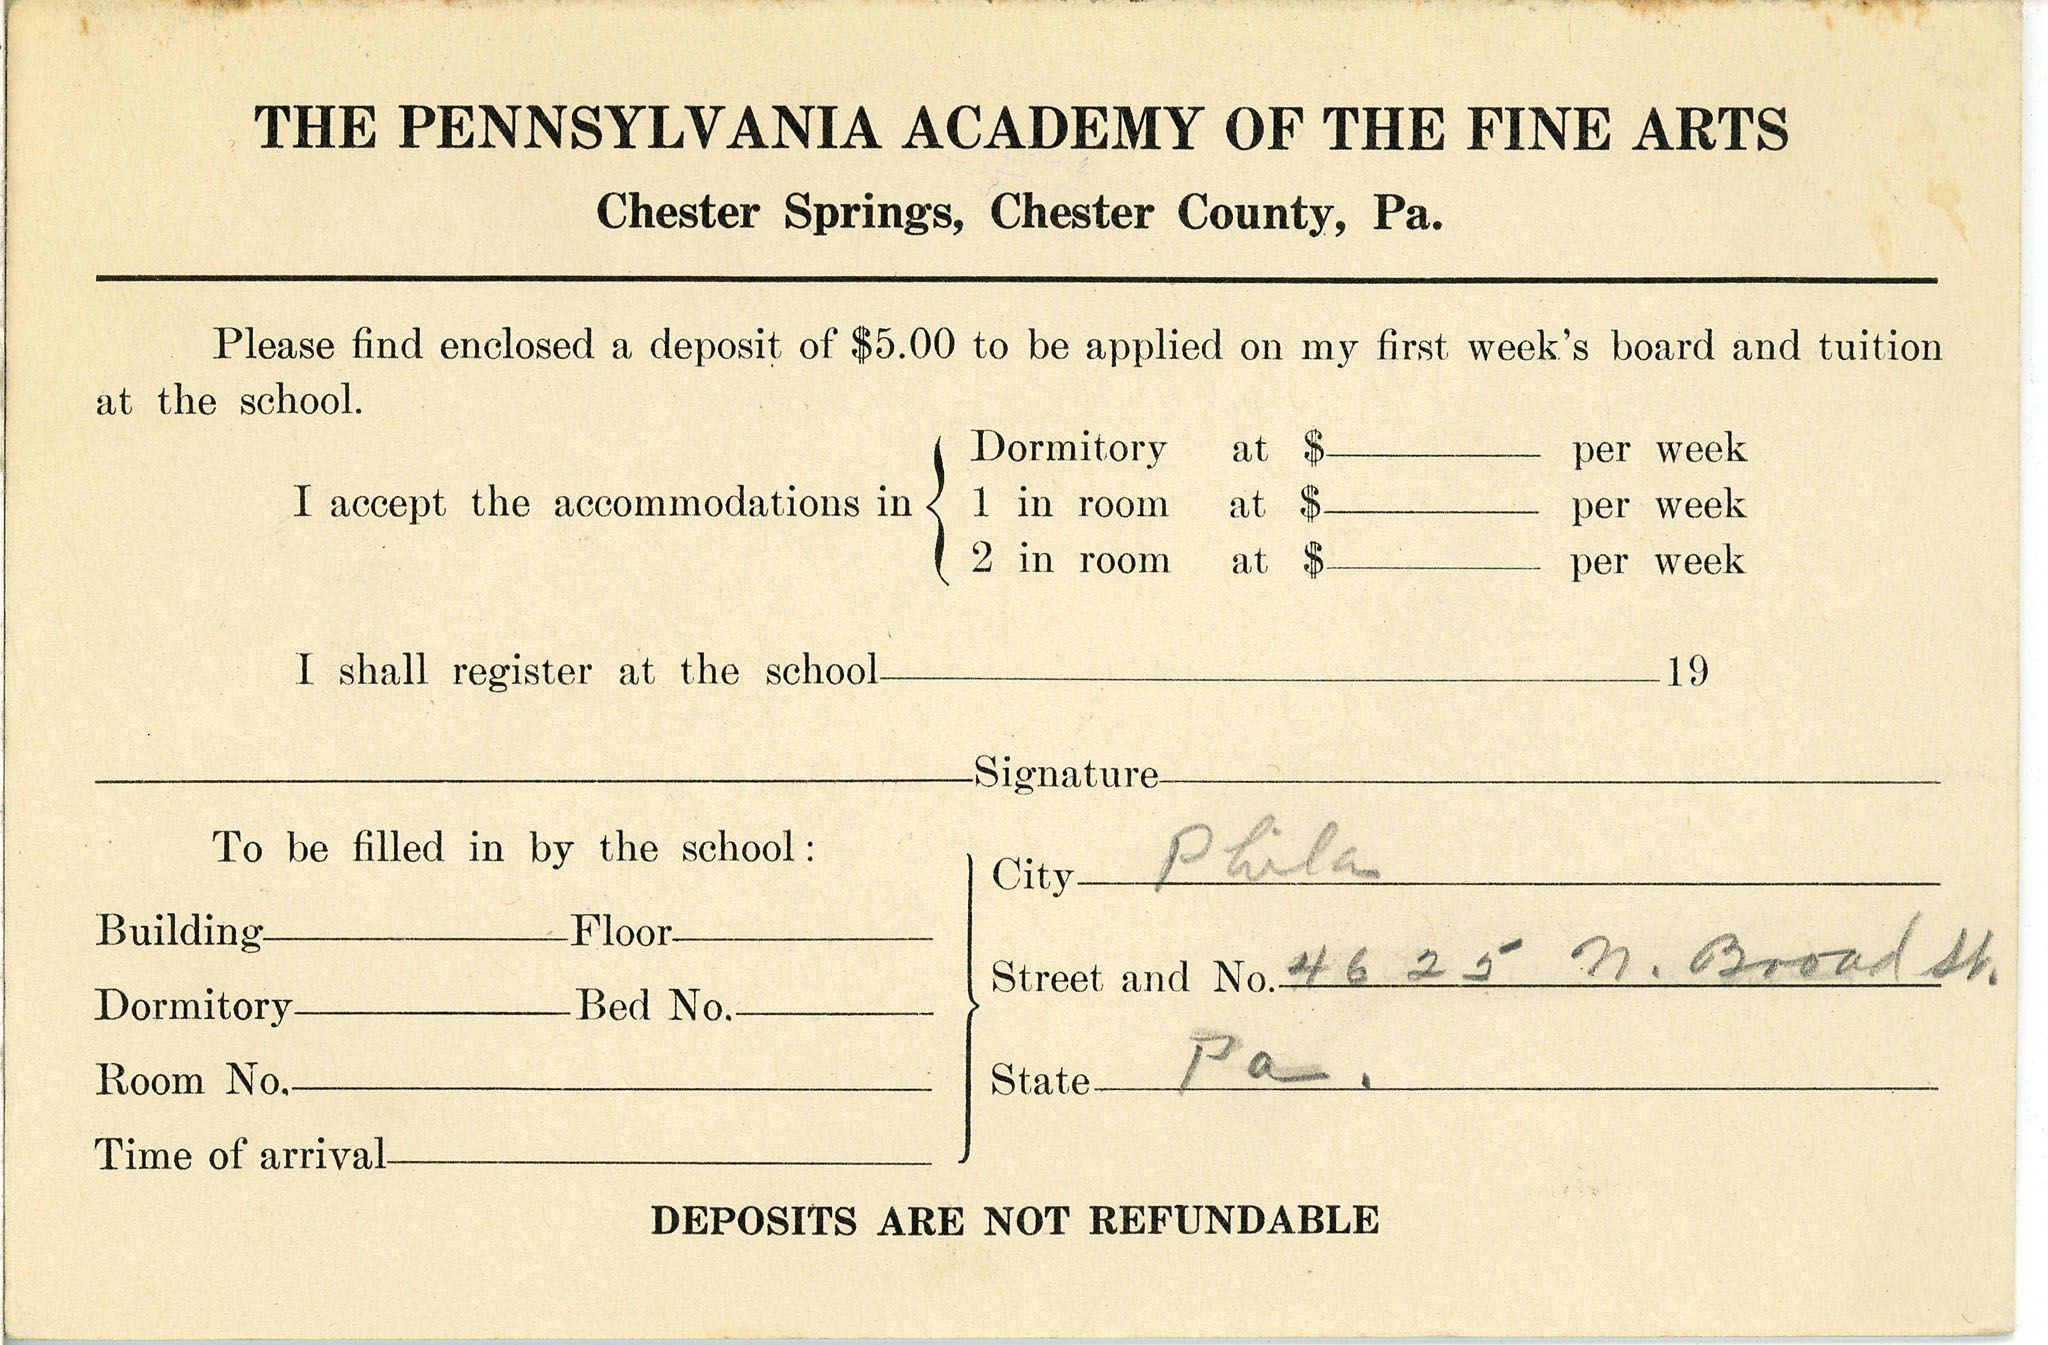 THE PENNSYLVANIA ACADEMY OF THE FINE ARTS
Chester Springs, Chester County, Pa.
Please find enclosed a deposit of $5.00 to be applied on my first week's board and tuition
at the school.
I accept the accommodations in
Dormitory at $ per week
1 in room at $ per week
2 in room at $ per week
I shall register at the school 19
Signature
To be filled in by the school:
Building Floor
Dormitory Bed No.
Room No.
Time of arrival
City Phila
Street and No. 4625 N. Broad St.
State Pa.
DEPOSITS ARE NOT REFUNDABLE